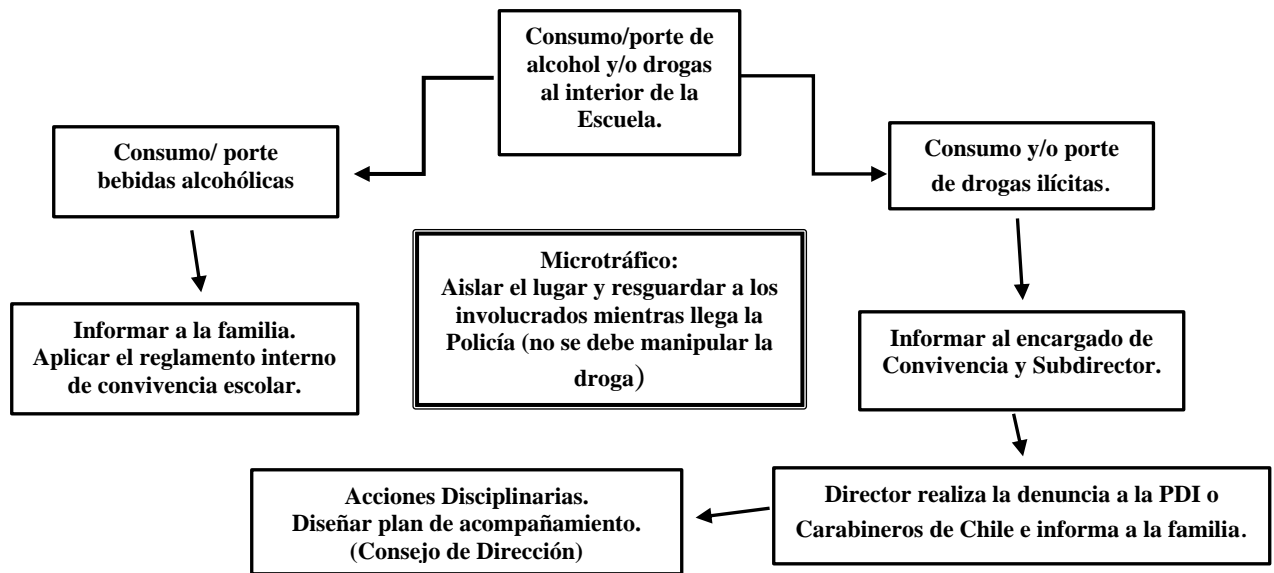 Consumo/porte de
alcohol y/o drogas
al interior de la
Escuela.
Consumo/ porte
bebidas alcohólicas
Consumo y/o porte
de drogas ilícitas.
Microtráfico:
Aislar el lugar y resguardar a los
involucrados mientras llega la
Policía (no se debe manipular la
droga)
Informar a la familia.
Aplicar el reglamento interno
de convivencia escolar.
Informar al encargado de
Convivencia y Subdirector.
Acciones Disciplinarias.
Diseñar plan de acompañamiento.
(Consejo de Dirección)
Director realiza la denuncia a la PDI o
Carabineros de Chile e informa a la familia.